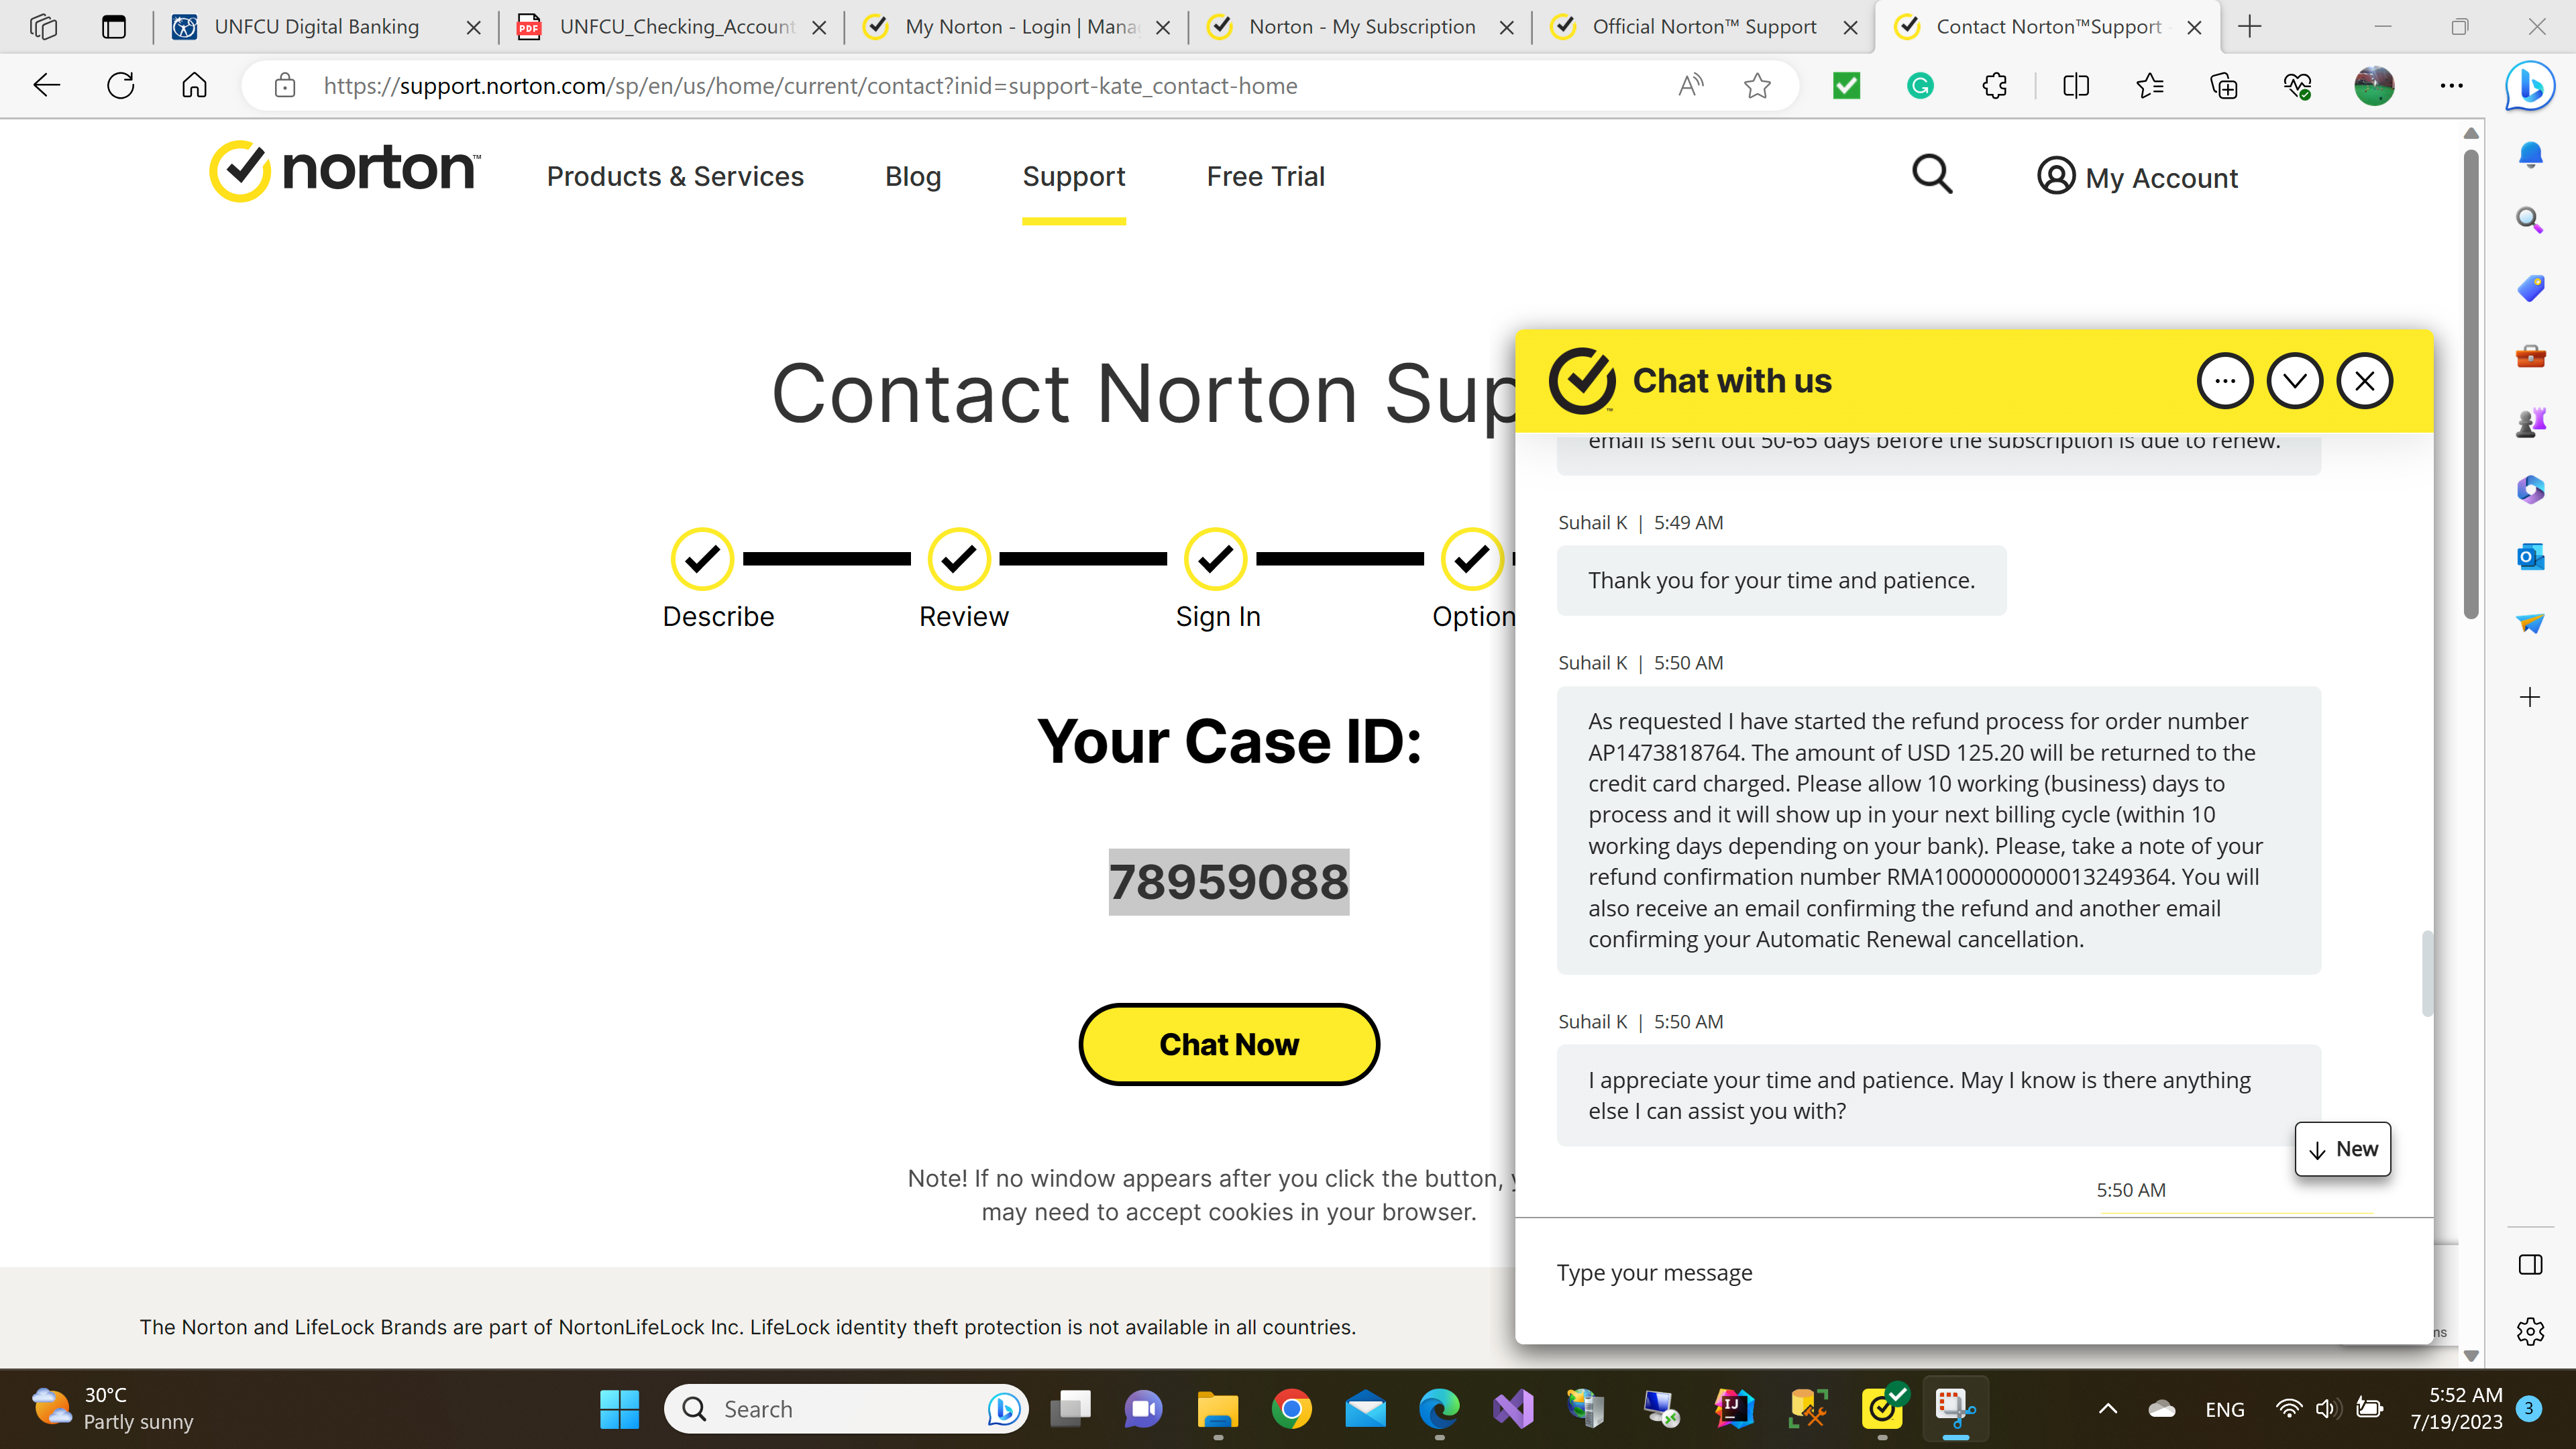 UNFCU Digital Banking
UNFCU_Checking_Account
My Norton - Login | Mana
Norton - My Subscription
Official Norton™ Support
Contact Norton™Support
https://support.norton.com/sp/en/us/home/current/contact?inid=support-kate_contact-home
norton™
Products & Services
Blog
Support
Free Trial
My Account
Contact Norton Sup
Describe
Review
Sign In
Option
Your Case ID:
78959088
Chat Now
Note! If no window appears after you click the button,
may need to accept cookies in your browser.
The Norton and LifeLock Brands are part of NortonLifeLock Inc. LifeLock identity theft protection is not available in all countries.
Chat with us
email is sent out 50-65 days before the subscription is due to renew.
Suhail K | 5:49 AM
Thank you for your time and patience.
Suhail K | 5:50 AM
As requested I have started the refund process for order number
AP1473818764. The amount of USD 125.20 will be returned to the
credit card charged. Please allow 10 working (business) days to
process and it will show up in your next billing cycle (within 10
working days depending on your bank). Please, take a note of your
refund confirmation number RMA1000000000013249364. You will
also receive an email confirming the refund and another email
confirming your Automatic Renewal cancellation.
Suhail K | 5:50 AM
I appreciate your time and patience. May I know is there anything
else I can assist you with?
New
5:50 AM
Type your message
ns
30°C
Partly sunny
Search
ENG
5:52 AM
7/19/2023
3